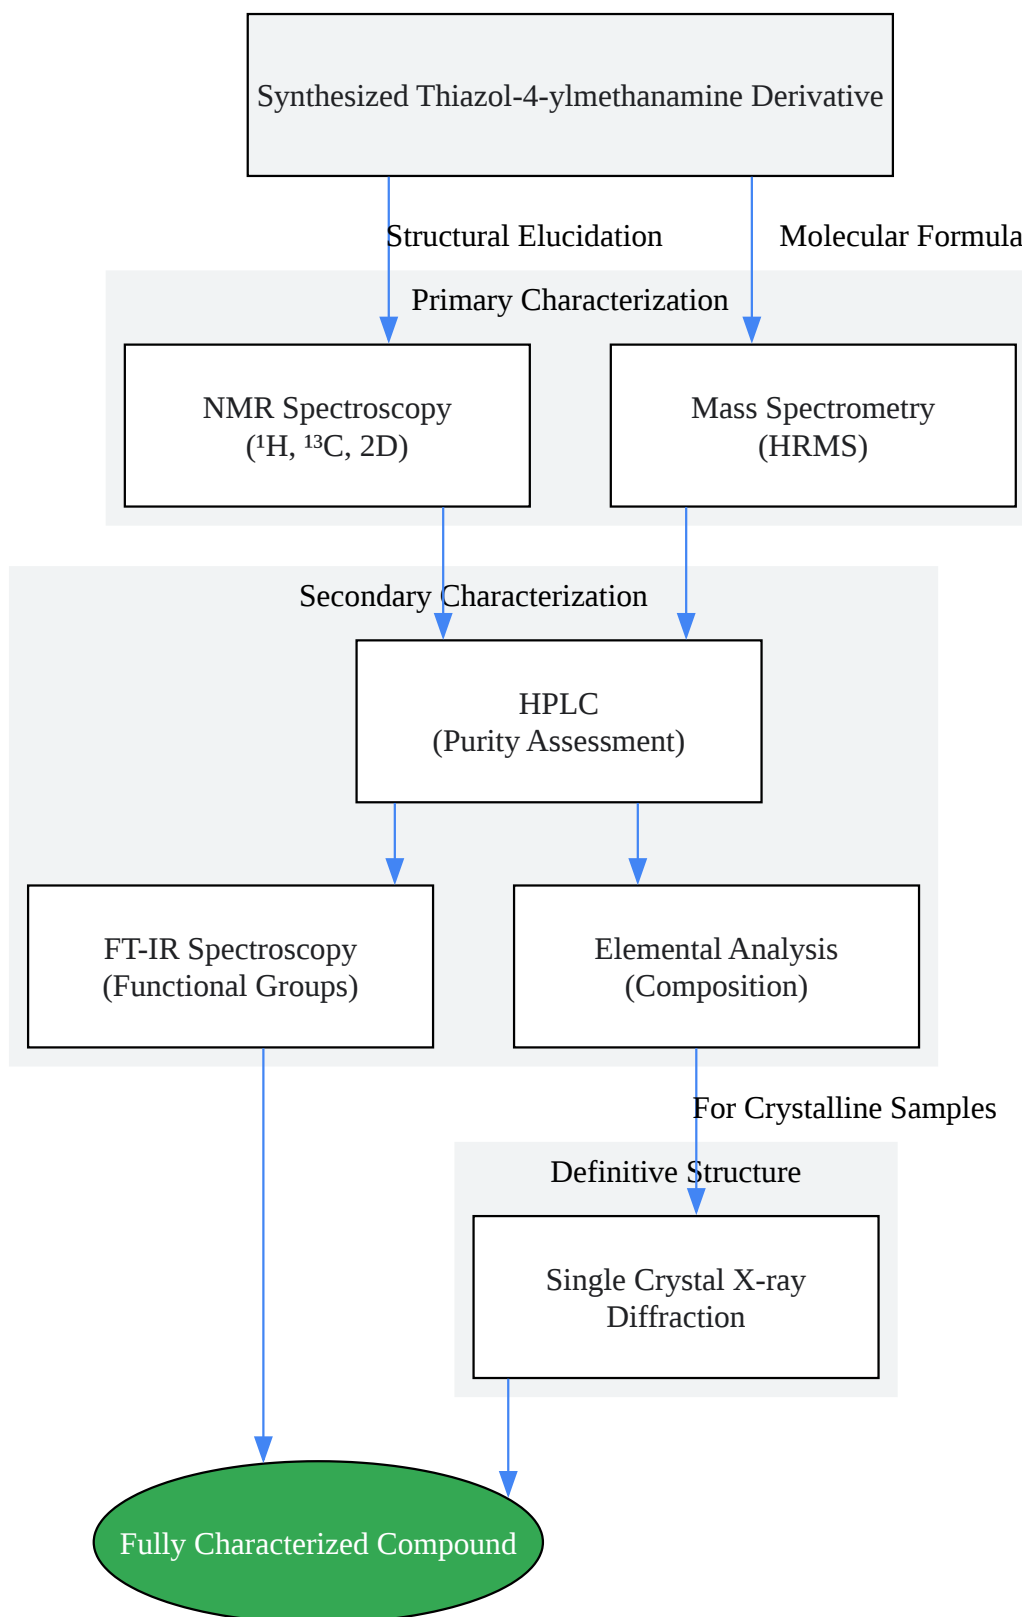 Synthesized Thiazol-4-ylmethanamine Derivative
Structural Elucidation
Molecular Formula
Primary Characterization
NMR Spectroscopy
(¹H, ¹³C, 2D)
Mass Spectrometry
(HRMS)
Secondary Characterization
HPLC
(Purity Assessment)
FT-IR Spectroscopy
(Functional Groups)
Elemental Analysis
(Composition)
For Crystalline Samples
Definitive Structure
Single Crystal X-ray
Diffraction
Fully Characterized Compound